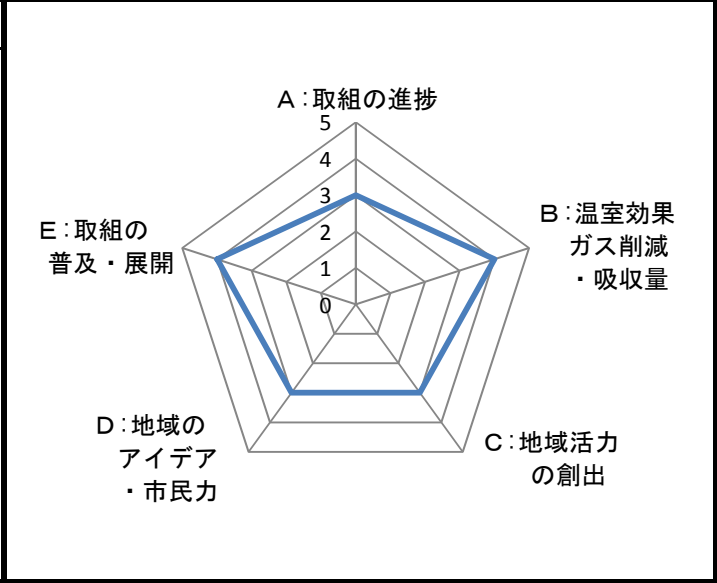 A:取組の進捗
5
4
3
2
1
0
B:温室効果
ガス削減
・吸収量
C:地域活力
の創出
D:地域の
アイデア
・市民力
E:取組の
普及・展開